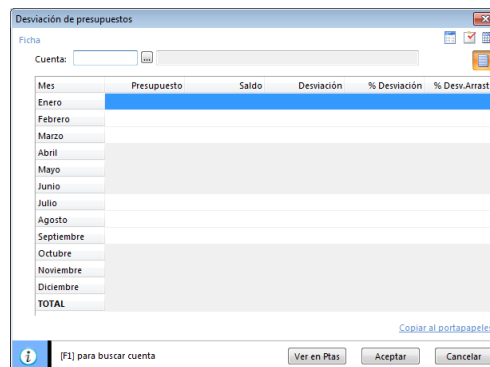 Desviación de presupuestos
Ficha
Cuenta: ...
Mes Presupuesto Saldo Desviación % Desviación % Desv.Arrast
Enero
Febrero
Marzo
Abril
Mayo
Junio
Julio
Agosto
Septiembre
Octubre
Noviembre
Diciembre
TOTAL
Copiar al portapapeles
[F1] para buscar cuenta Ver en Ptas Aceptar Cancelar